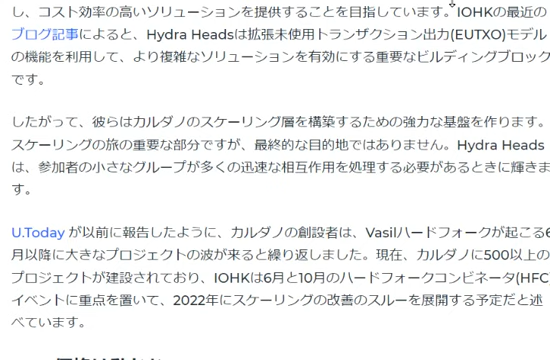 し、コスト効率の高いソリューションを提供することを目指しています。IOHKの最近の
ブログ記事によると、Hydra Headsは拡張未使用トランザクション出力(EUTXO)モデル
の機能を利用して、より複雑なソリューションを有効にする重要なビルディングブロック
です。
したがって、彼らはカルダノのスケーリング層を構築するための強力な基盤を作ります。
スケーリングの旅の重要な部分ですが、最終的な目的地ではありません。Hydra Heads
は、参加者の小さなグループが多くの迅速な相互作用を処理する必要があるときに輝きま
す。
U.Today が以前に報告したように、カルダノの創設者は、Vasilハードフォークが起こる6
月以降に大きなプロジェクトの波が来ると繰り返しました。現在、カルダノに500以上の
プロジェクトが建設されており、IOHKは6月と10月のハードフォークコンビネータ(HFC)
イベントに重点を置いて、2022年にスケーリングの改善のスルーを展開する予定だと述
べています。